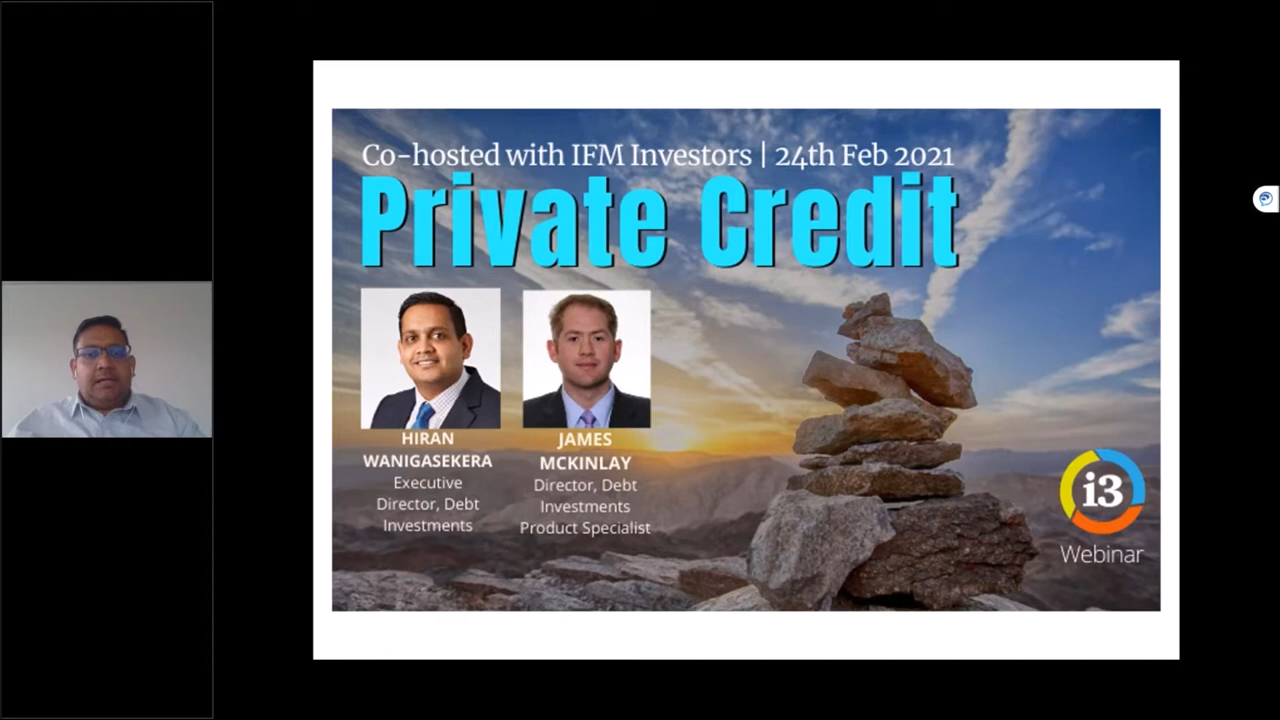 Co-hosted with IFM Investors | 24th Feb 2021
Private Credit
HIRAN
WANIGASEKERA
Executive
Director, Debt
Investments
JAMES
MCKINLAY
Director, Debt
Investments
Product Specialist
i3
Webinar